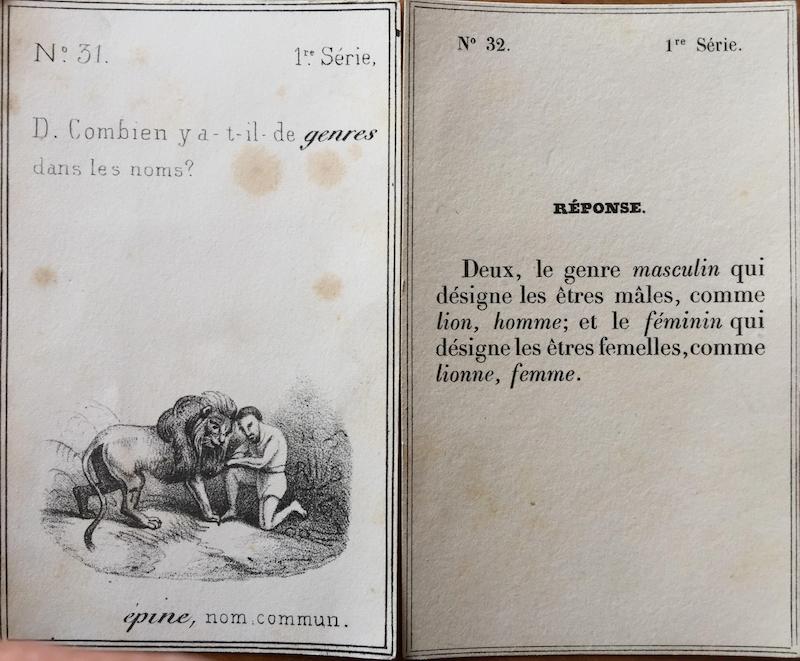 Nº 31. 1re Série,
D. Combien y a-t-il-de genres
dans les noms?
épine, nom commun.
Nº 32. 1re Série.
RÉPONSE.
Deux, le genre masculin qui
désigne les êtres mâles, comme
lion, homme; et le féminin qui
désigne les êtres femelles, comme
lionne, femme.